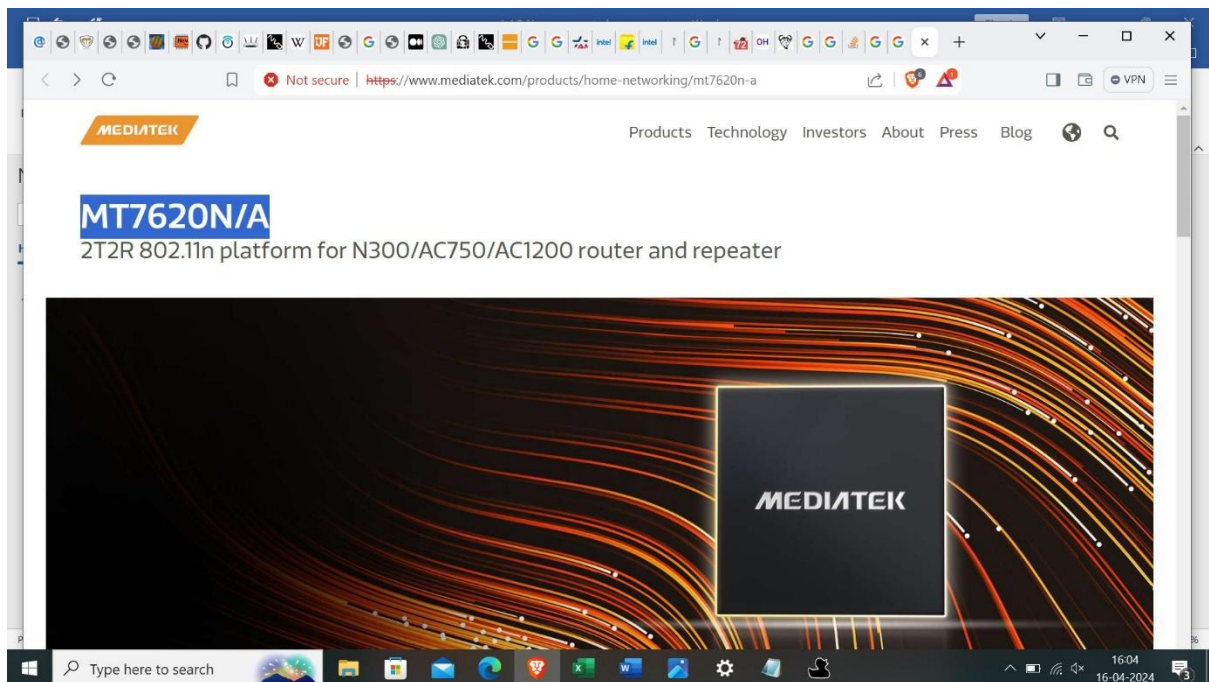 Not secure
https://www.mediatek.com/products/home-networking/mt7620n-a
VPN
MEDIATEK
Products Technology Investors About Press Blog
MT7620N/A
2T2R 802.11n platform for N300/AC750/AC1200 router and repeater
MEDIATEK
Type here to search
16:04
16-04-2024